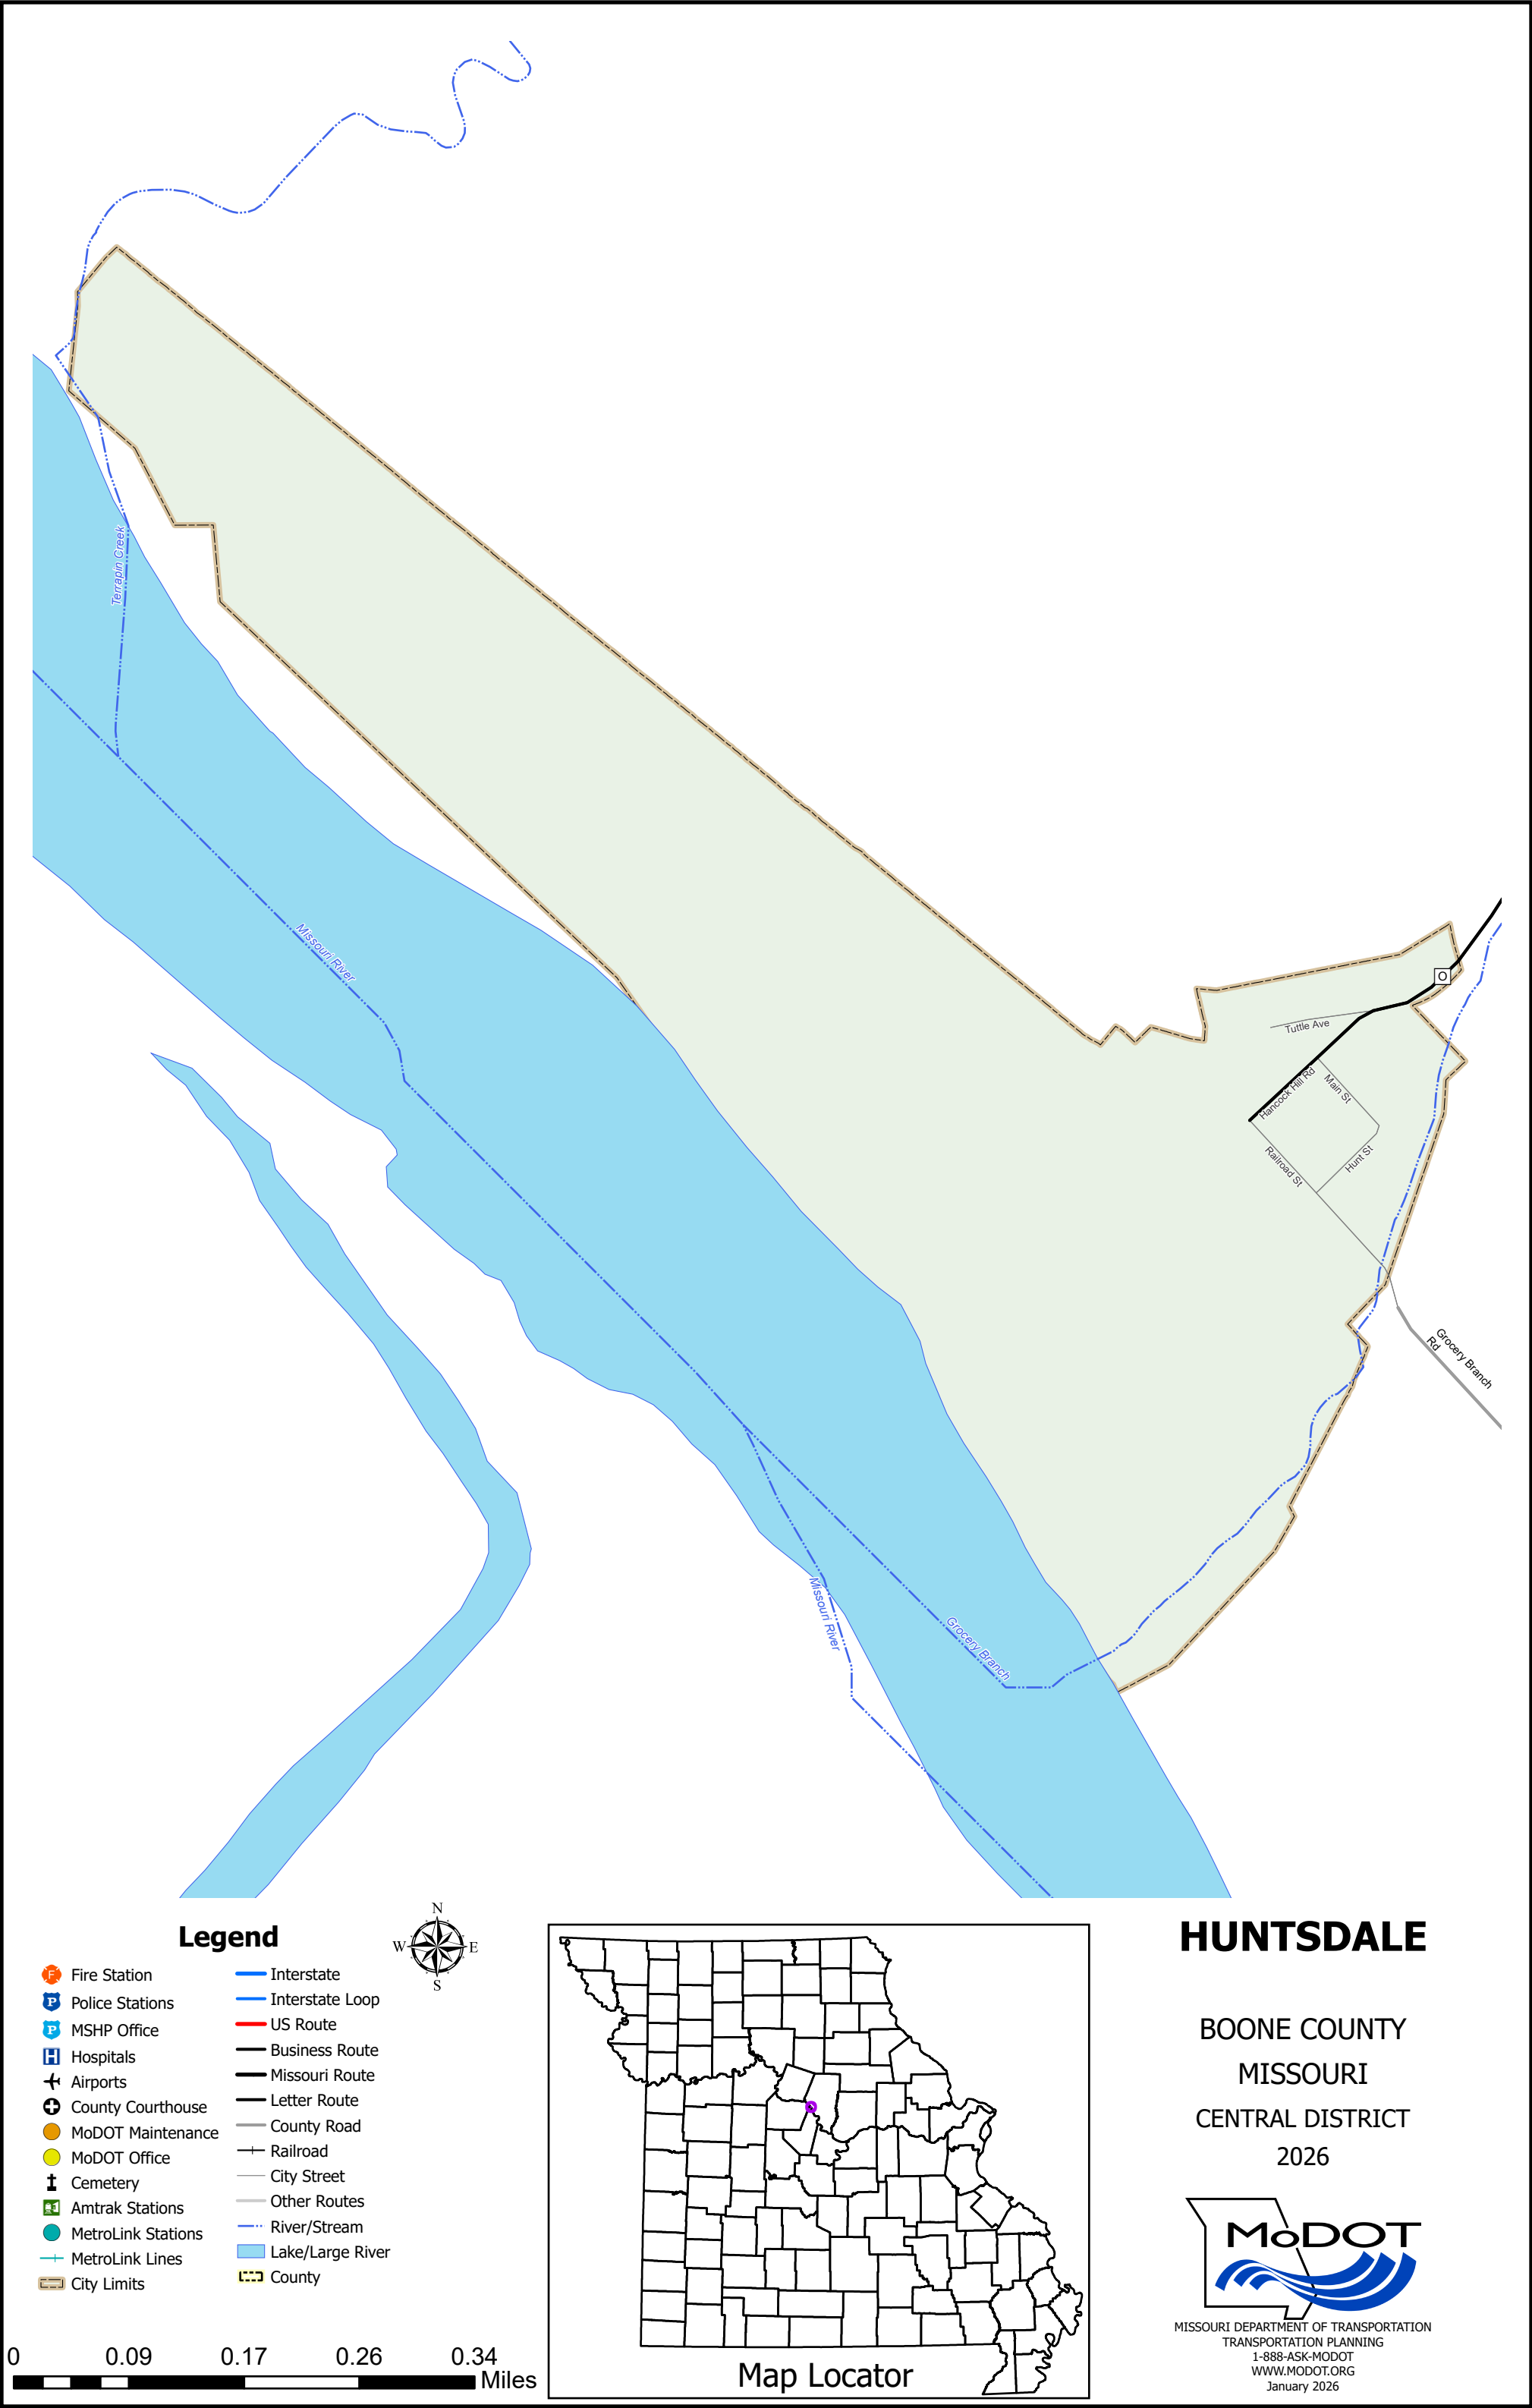 Terrapin Creek
Missouri River
O
Tuttle Ave
Hancock Hill Rd
Main St
Railroad St
Hunt St
Grocery Branch
Rd
Missouri River
Grocery Branch
Legend
F Fire Station
P Police Stations
P MSHP Office
H Hospitals
Airports
County Courthouse
MoDOT Maintenance
MoDOT Office
Cemetery
Amtrak Stations
MetroLink Stations
MetroLink Lines
City Limits
Interstate
Interstate Loop
US Route
Business Route
Missouri Route
Letter Route
County Road
Railroad
City Street
Other Routes
River/Stream
Lake/Large River
County
N
W E
S
0 0.09 0.17 0.26 0.34
Miles
Map Locator
HUNTSDALE
BOONE COUNTY
MISSOURI
CENTRAL DISTRICT
2026
MoDOT
MISSOURI DEPARTMENT OF TRANSPORTATION
TRANSPORTATION PLANNING
1-888-ASK-MODOT
WWW.MODOT.ORG
January 2026